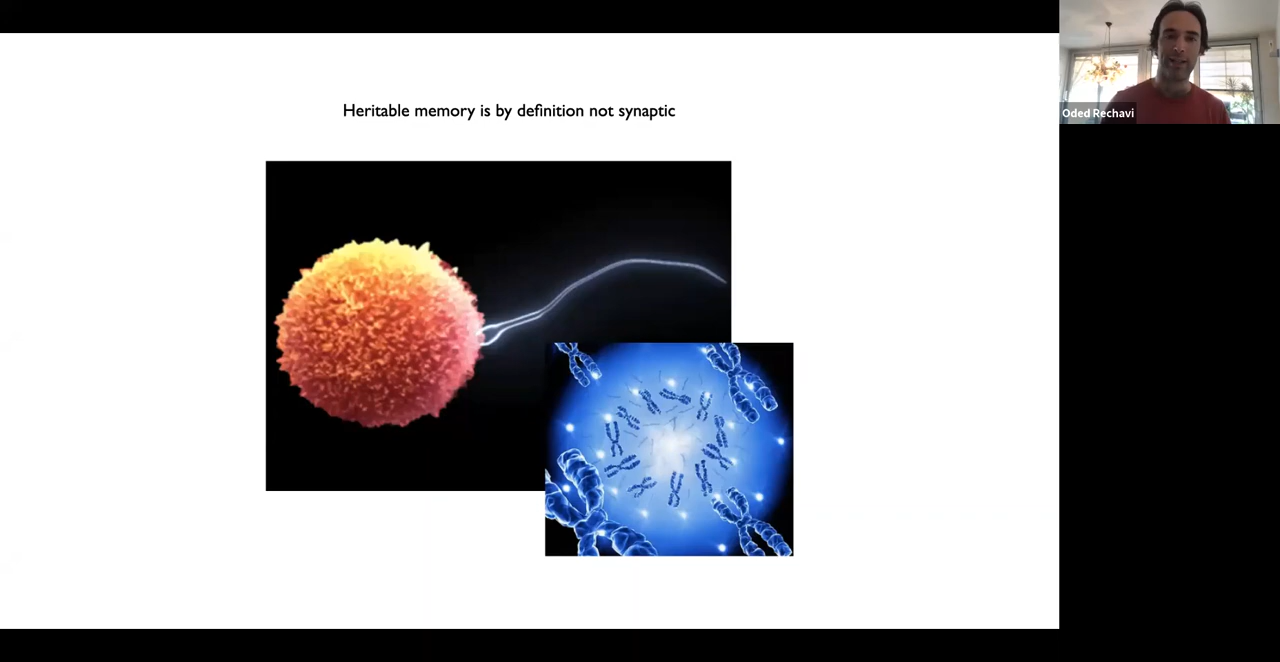 Heritable memory is by definition not synaptic
Oded Rechavi